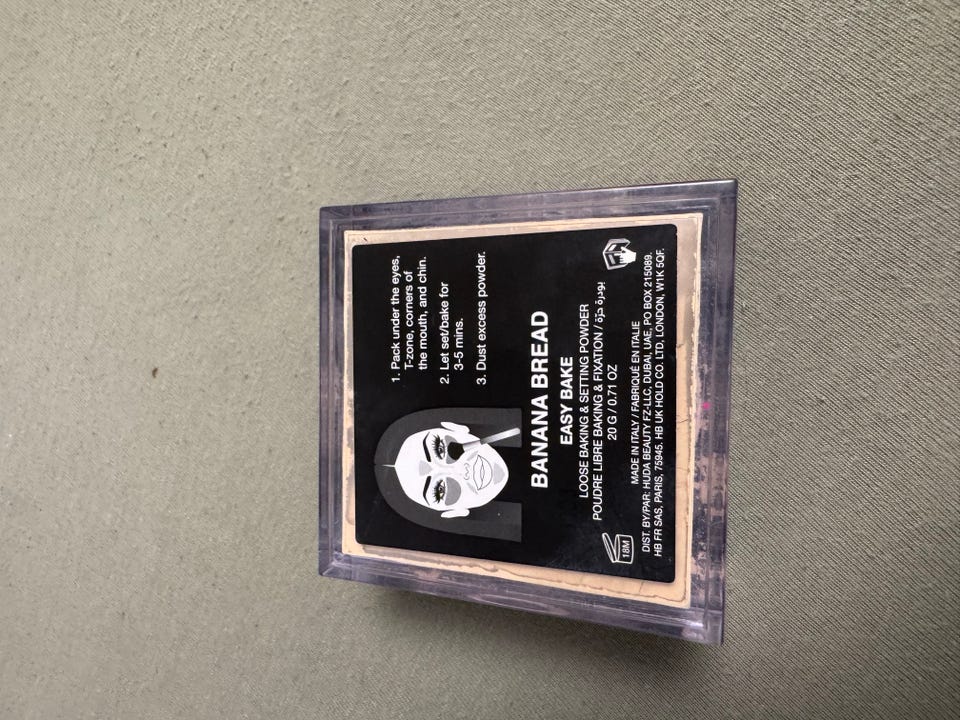 1. Pack under the eyes,
T-zone, corners of
the mouth, and chin.
2. Let set/bake for
3-5 mins.
3. Dust excess powder.
BANANA BREAD
EASY BAKE
LOOSE BAKING & SETTING POWDER
POUDRE LIBRE BAKING & FIXATION / بودرة حرّة
20 G / 0.71 OZ
18M
MADE IN ITALY / FABRIQUÉ EN ITALIE
DIST. BY/PAR: HUDA BEAUTY FZ-LLC, DUBAI, UAE, PO BOX 215089.
HB FR SAS, PARIS, 75945. HB UK HOLD CO. LTD, LONDON, W1K 5QF.